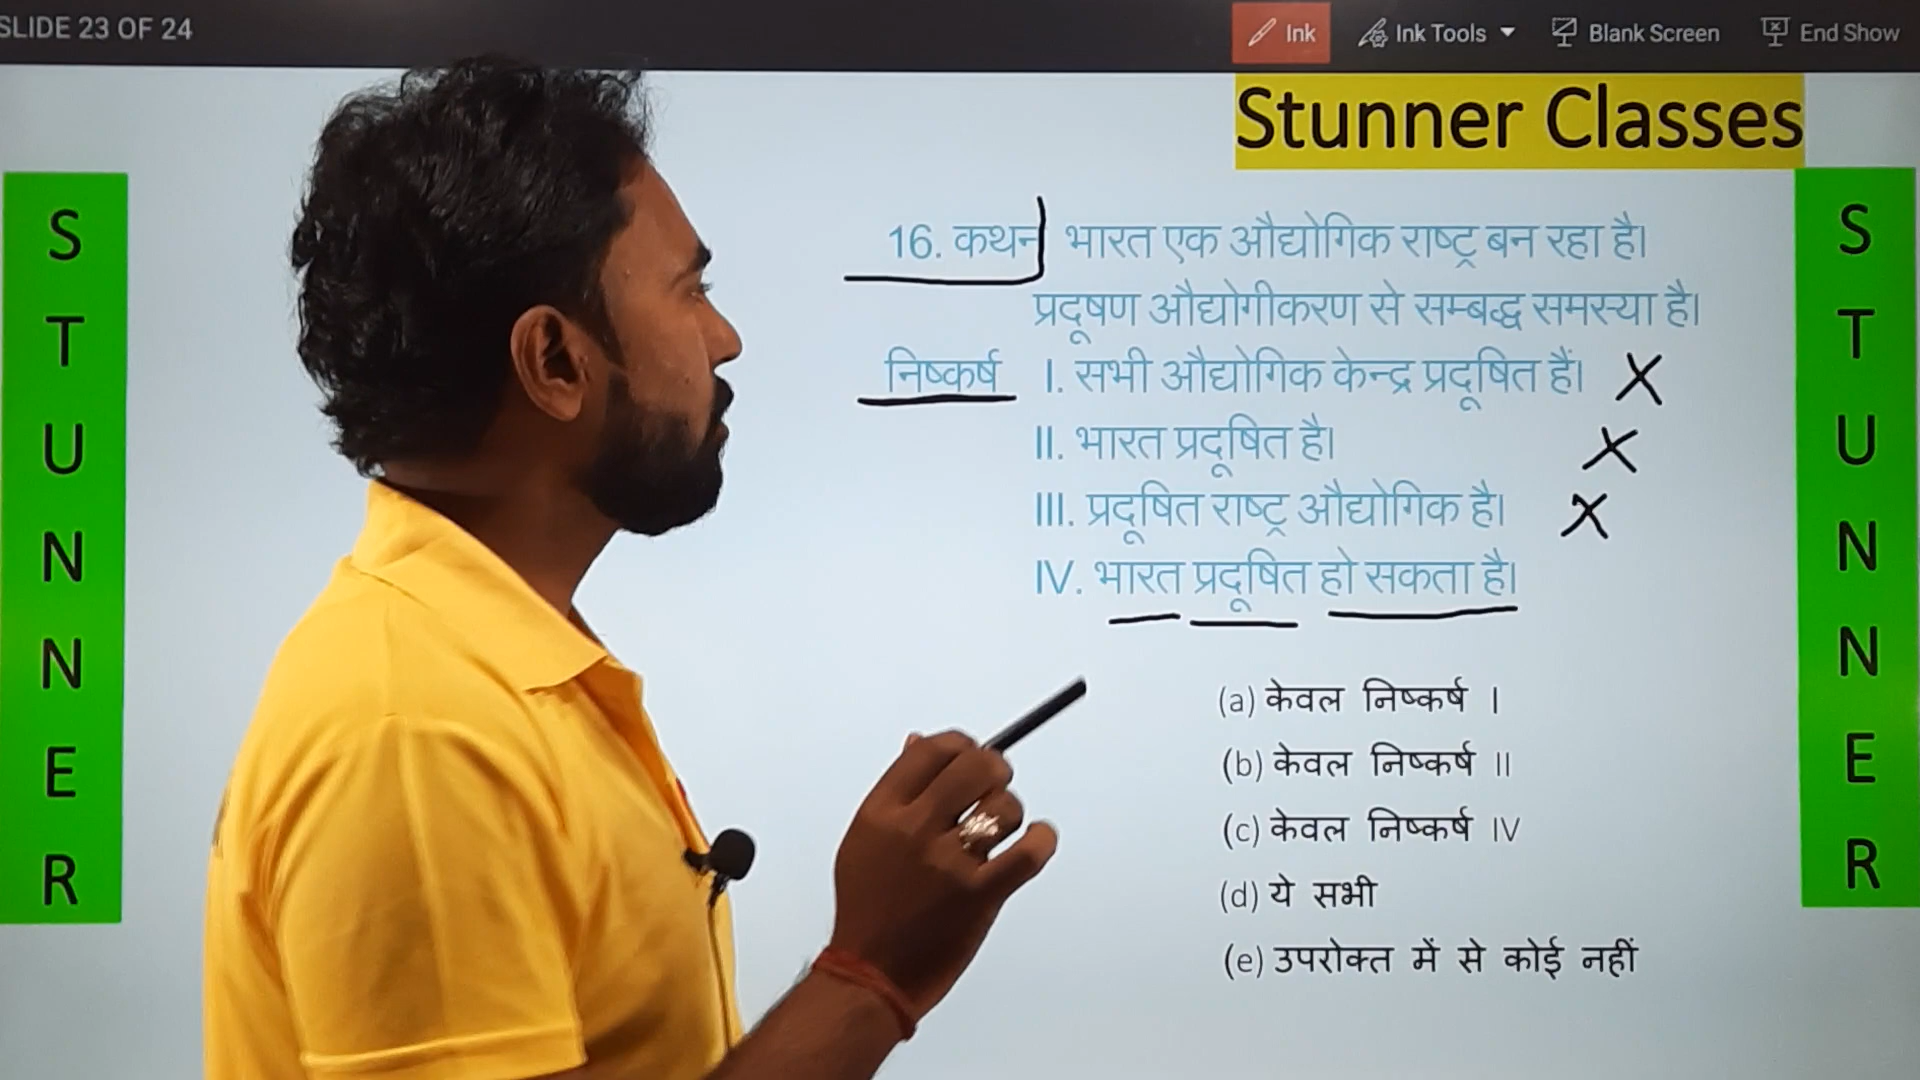 SLIDE 23 OF 24
Ink
Ink Tools
Blank Screen
End Show
Stunner Classes
S
T
U
N
N
E
R
16. कथन भारत एक औद्योगिक राष्ट्र बन रहा है।
प्रदूषण औद्योगीकरण से सम्बद्ध समस्या है।
निष्कर्ष I. सभी औद्योगिक केन्द्र प्रदूषित हैं।
II. भारत प्रदूषित है।
III. प्रदूषित राष्ट्र औद्योगिक है।
IV. भारत प्रदूषित हो सकता है।
(a) केवल निष्कर्ष I
(b) केवल निष्कर्ष II
(c) केवल निष्कर्ष IV
(d) ये सभी
(e) उपरोक्त में से कोई नहीं
S
T
U
N
N
E
R